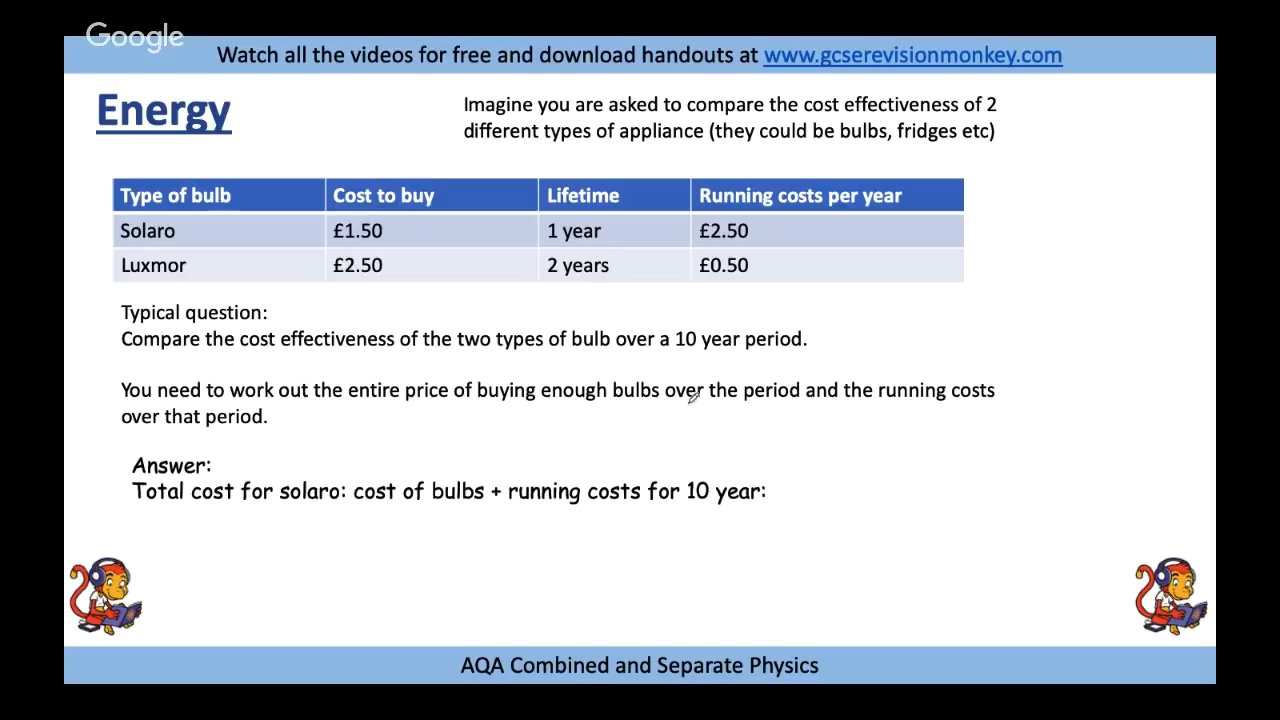 Google
Watch all the videos for free and download handouts at www.gcserevisionmonkey.com
Energy
Imagine you are asked to compare the cost effectiveness of 2
different types of appliance (they could be bulbs, fridges etc)
Type of bulb Cost to buy Lifetime Running costs per year
Solaro £1.50 1 year £2.50
Luxmor £2.50 2 years £0.50
Typical question:
Compare the cost effectiveness of the two types of bulb over a 10 year period.
You need to work out the entire price of buying enough bulbs over the period and the running costs
over that period.
Answer:
Total cost for solaro: cost of bulbs + running costs for 10 year:
AQA Combined and Separate Physics